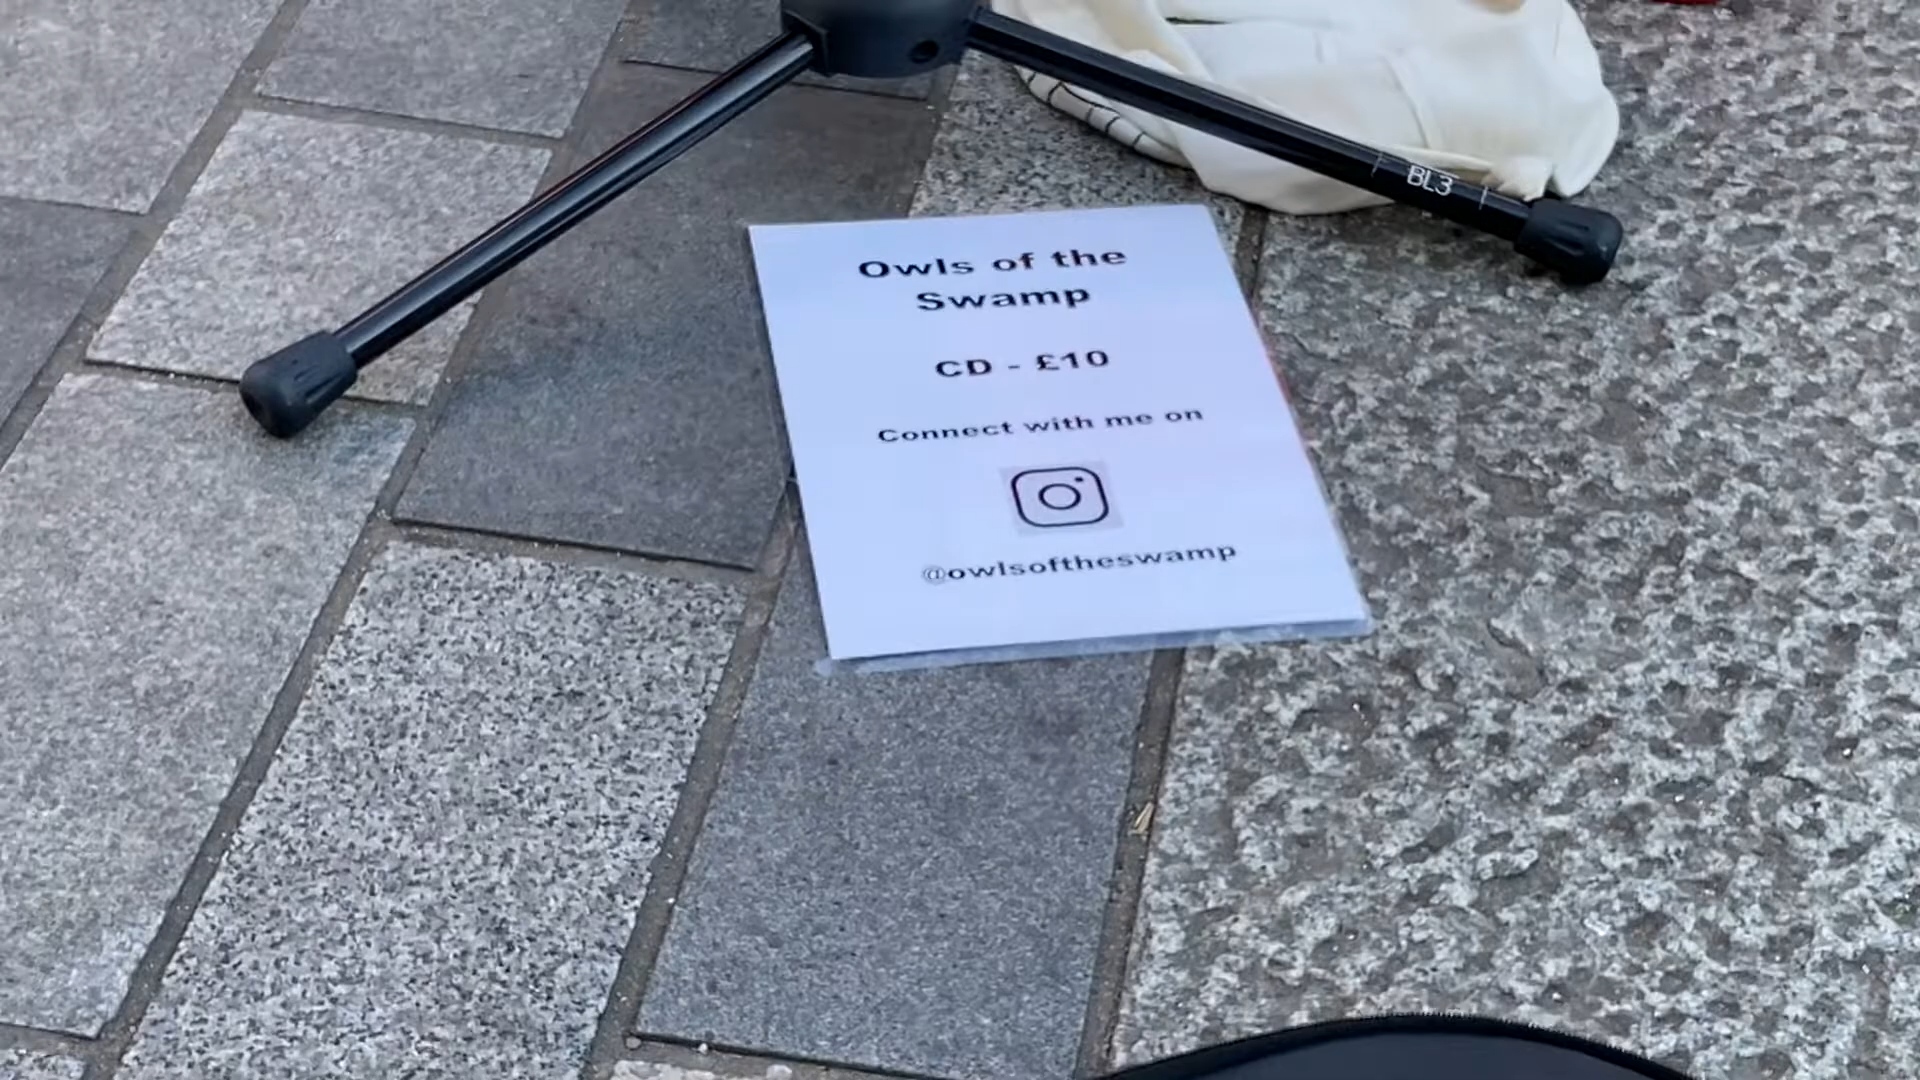 BL3
Owls of the
Swamp
CD - £10
Connect with me on
@owlsoftheswamp